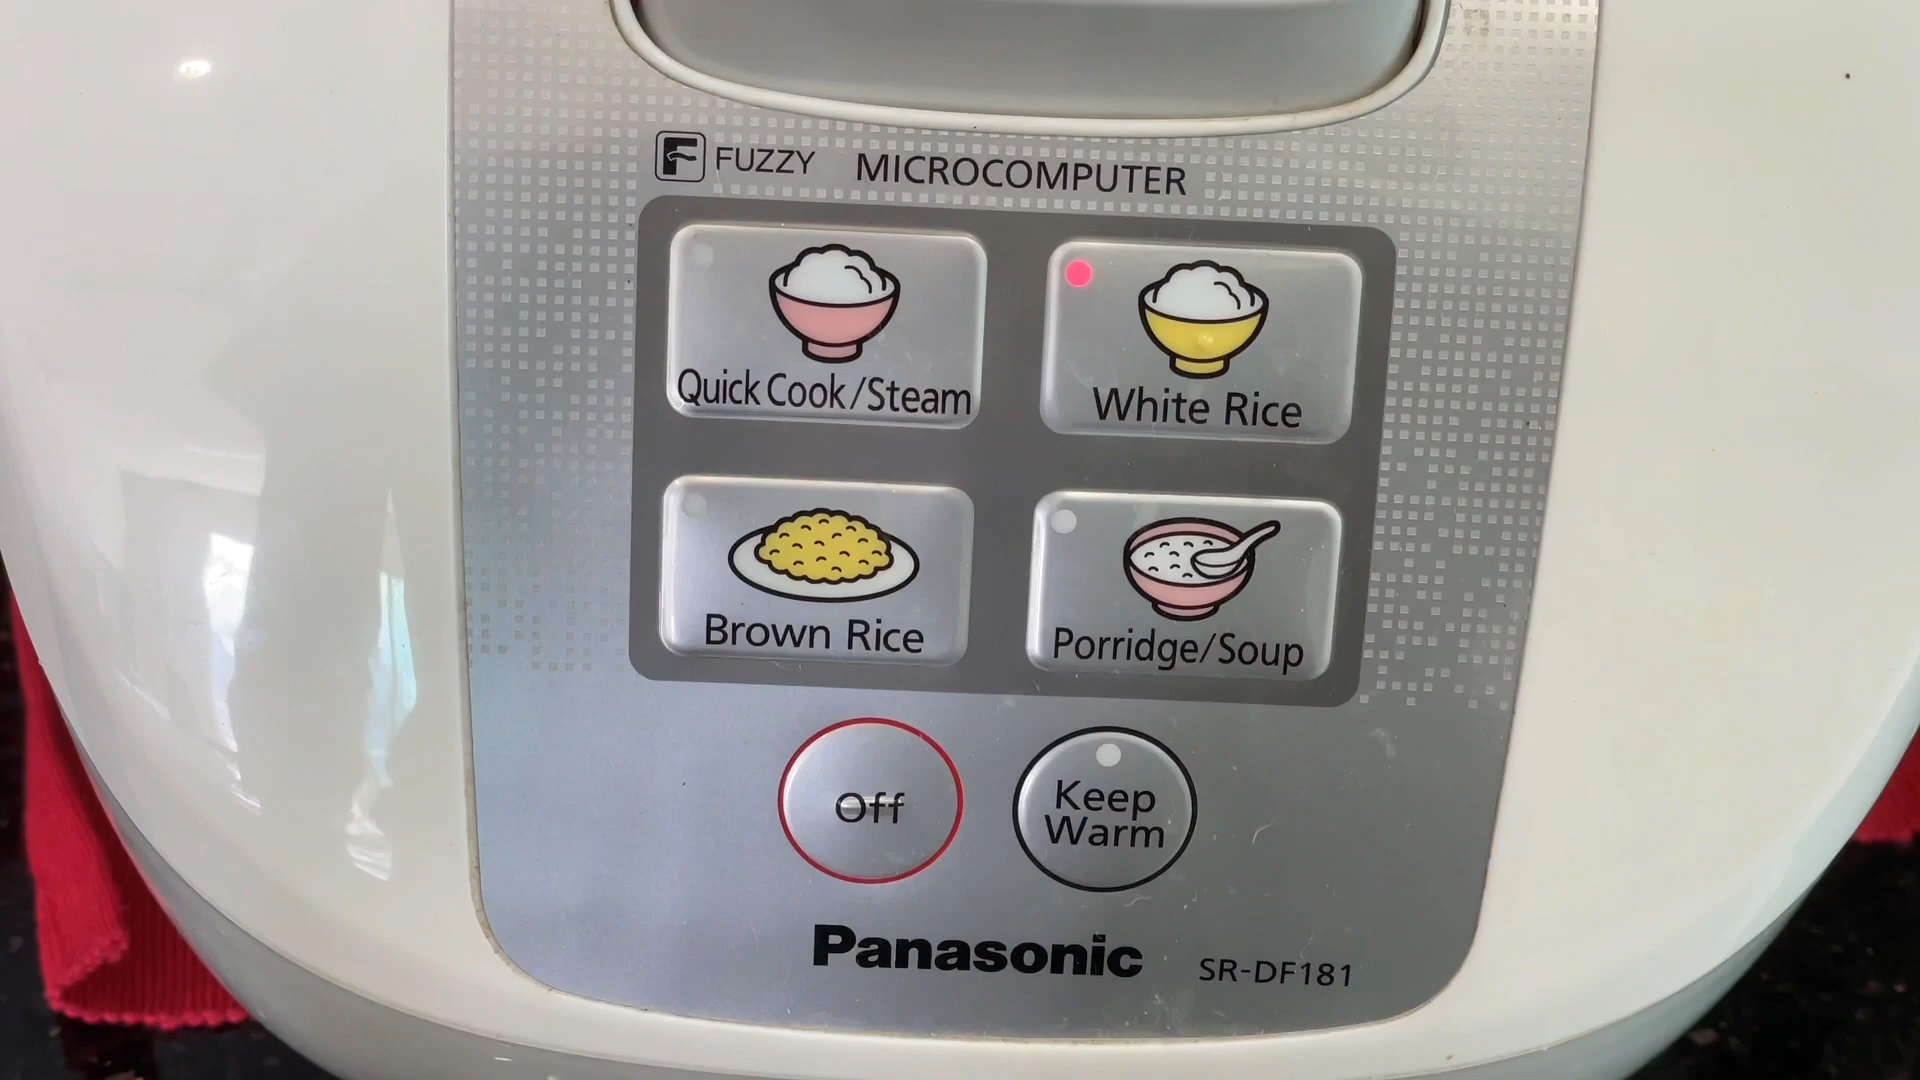 F FUZZY MICROCOMPUTER
Quick Cook/Steam
White Rice
Brown Rice
Porridge/Soup
Off
Keep
Warm
Panasonic SR-DF181